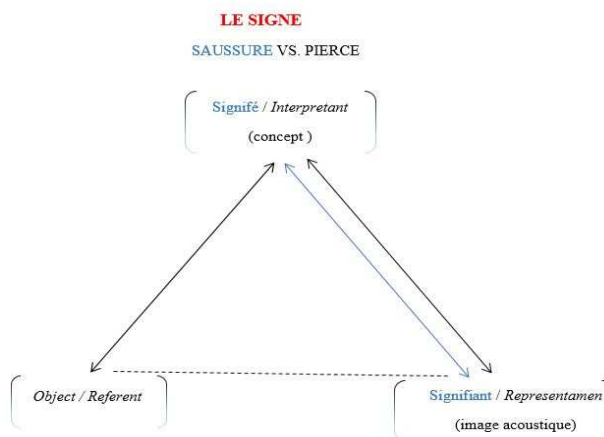 LE SIGNE
SAUSSURE VS. PIERCE
Signifé / Interpretant
(concept )
Object / Referent
Signifiant / Representamen
(image acoustique)